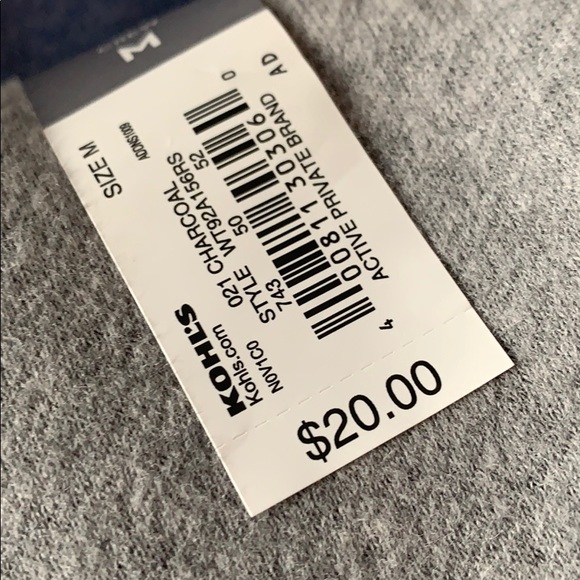 M
KOHL'S
Kohls.com
N0V1C0
021 CHARCOAL
STYLE WT92A156RS
743 50 52
4 00811 30306 0
ACTIVE PRIVATE BRAND AD
SIZE M
$20.00